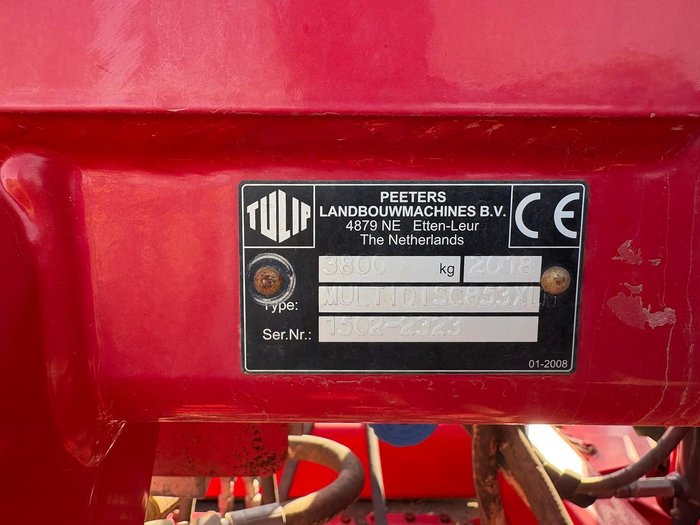 TULIP
PEETERS
LANDBOUWMACHINES B.V.
4879 NE Etten-Leur
The Netherlands
CE
3800 kg 2018
Type: MULTIDISC853XLH
Ser.Nr.: 1502-2323
01-2008